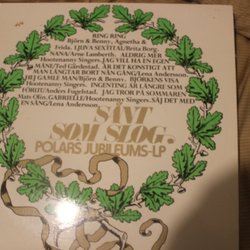 RING RING
Björn & Benny, Agnetha &
Frida. LJUVA SEXTITAL/Brita Borg.
NANA/Arne Lamberth. ALDRIG MER
Hootenanny Singers. JAG VILL HA EN EGEN
MÅNE/Ted Gärdestad. ÄR DET KONSTIGT ATT
MAN LÄNGTAR BORT NÅN GÅNG/Lena Andersson.
HEJ GAMLE MAN/Björn & Benny. BJÖRKENS VISA
Hootenanny Singers. INGENTING ÄR LÄNGRE SOM
FÖRUT/Anders Fugelstad. JAG TROR PÅ SOMMAREN
Mats Olin. GABRIELLE/Hootenanny Singers. SÄJ DET MED
EN SÅNG/Lena Andersson.
SÅNT
SOM SLOG.
POLARS JUBILEUMS-LP